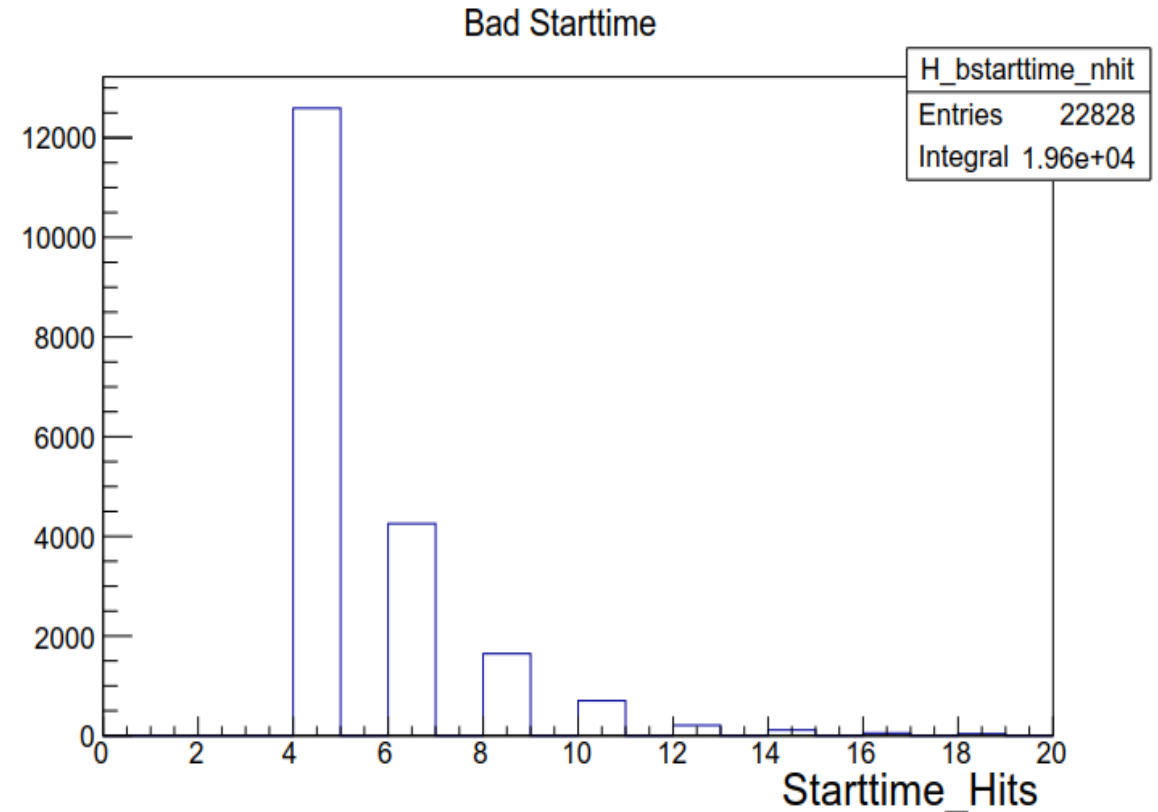 Bad Starttime
H_bstarttime_nhit
Entries 22828
Integral 1.96e+04
12000
10000
8000
6000
4000
2000
0
0 2 4 6 8 10 12 14 16 18 20
Starttime_Hits